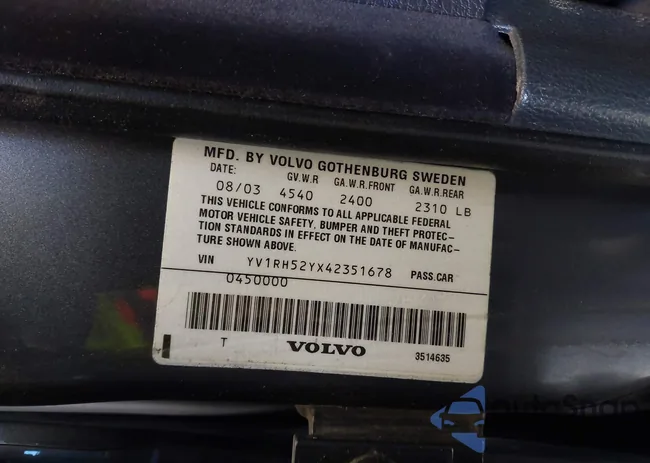 MFD. BY VOLVO GOTHENBURG SWEDEN
DATE: GV.W.R GA.W.R.FRONT GA.W.R.REAR
08/03 4540 2400 2310 LB
THIS VEHICLE CONFORMS TO ALL APPLICABLE FEDERAL
MOTOR VEHICLE SAFETY, BUMPER AND THEFT PROTEC-
TION STANDARDS IN EFFECT ON THE DATE OF MANUFAC-
TURE SHOWN ABOVE.
VIN YV1RH52YX42351678 PASS.CAR
0450000
T VOLVO 3514635